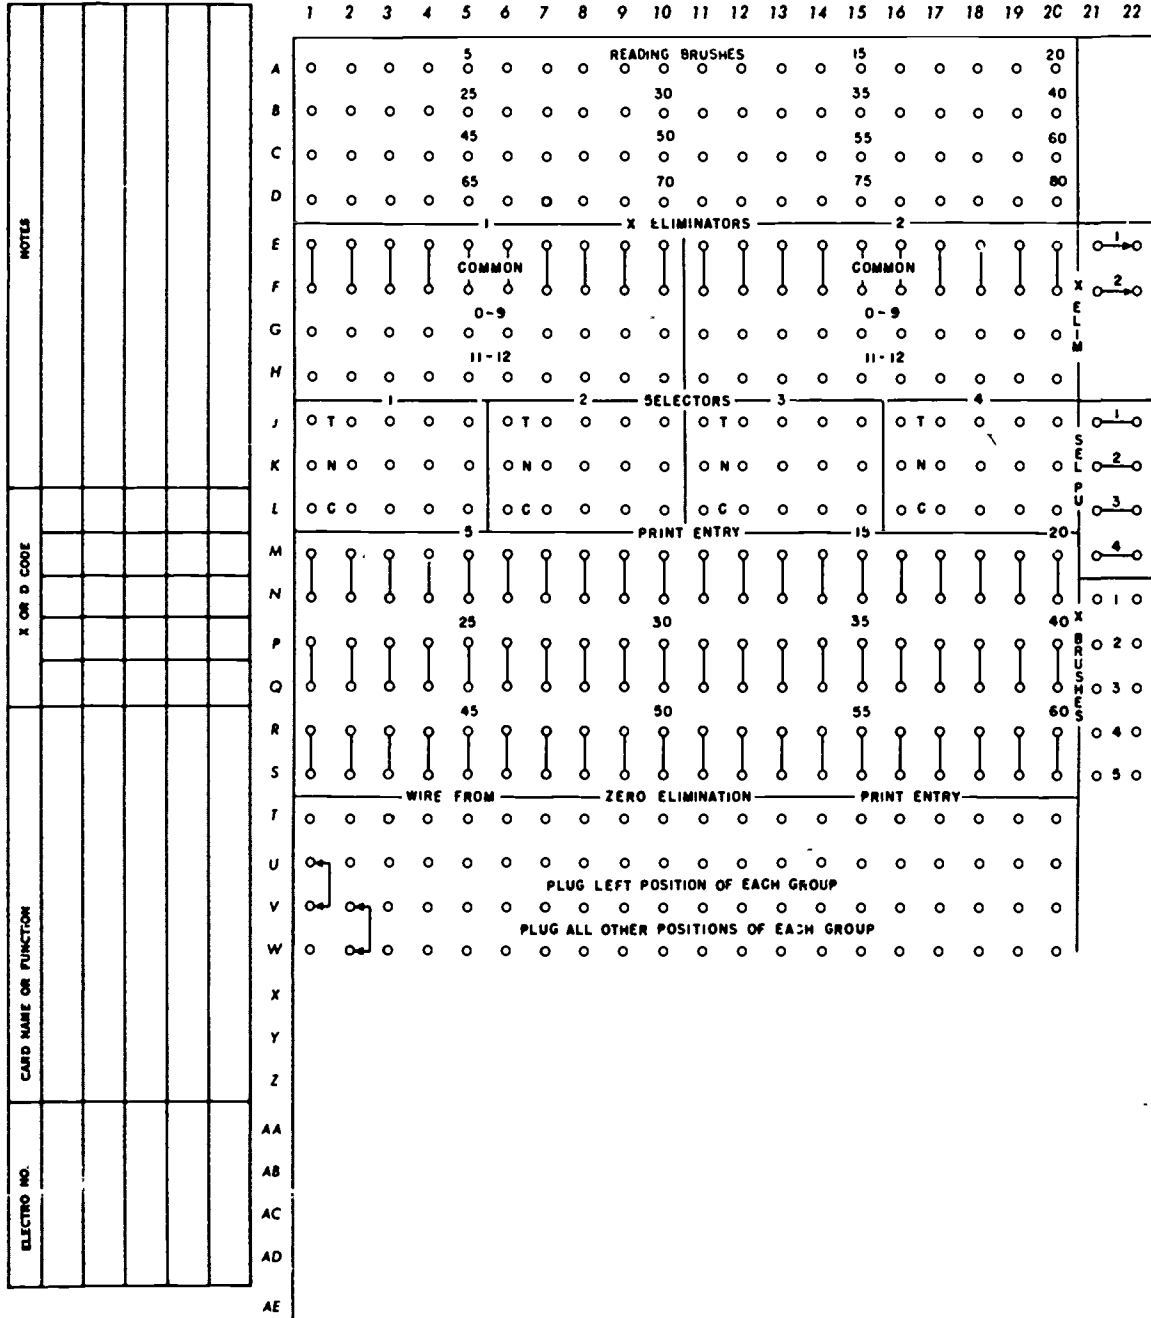 1 2 3 4 5 6 7 8 9 10 11 12 13 14 15 16 17 18 19 20 21 22
5 READING BRUSHES 15 20
A
25 30 35 40
B
45 50 55 60
C
65 70 75 80
D
1 X ELIMINATORS 2
E 1
COMMON COMMON
F 2
0-9 0-9
G
11-12 11-12
H
X ELIM
1 2 SELECTORS 3 4
J T T T T 1
K N N N N 2
L C C C C 3
SEL PU
5 PRINT ENTRY 15 20
M 4
N 1
25 30 35 40
P 2
Q 3
X BRUSHES
45 50 55 60
R 4
S 5
WIRE FROM ZERO ELIMINATION PRINT ENTRY
T
U
PLUG LEFT POSITION OF EACH GROUP
V
PLUG ALL OTHER POSITIONS OF EACH GROUP
W
X
Y
Z
AA
AB
AC
AD
AE
NOTES
X OR D CODE
CARD NAME OR FUNCTION
ELECTRO NO.